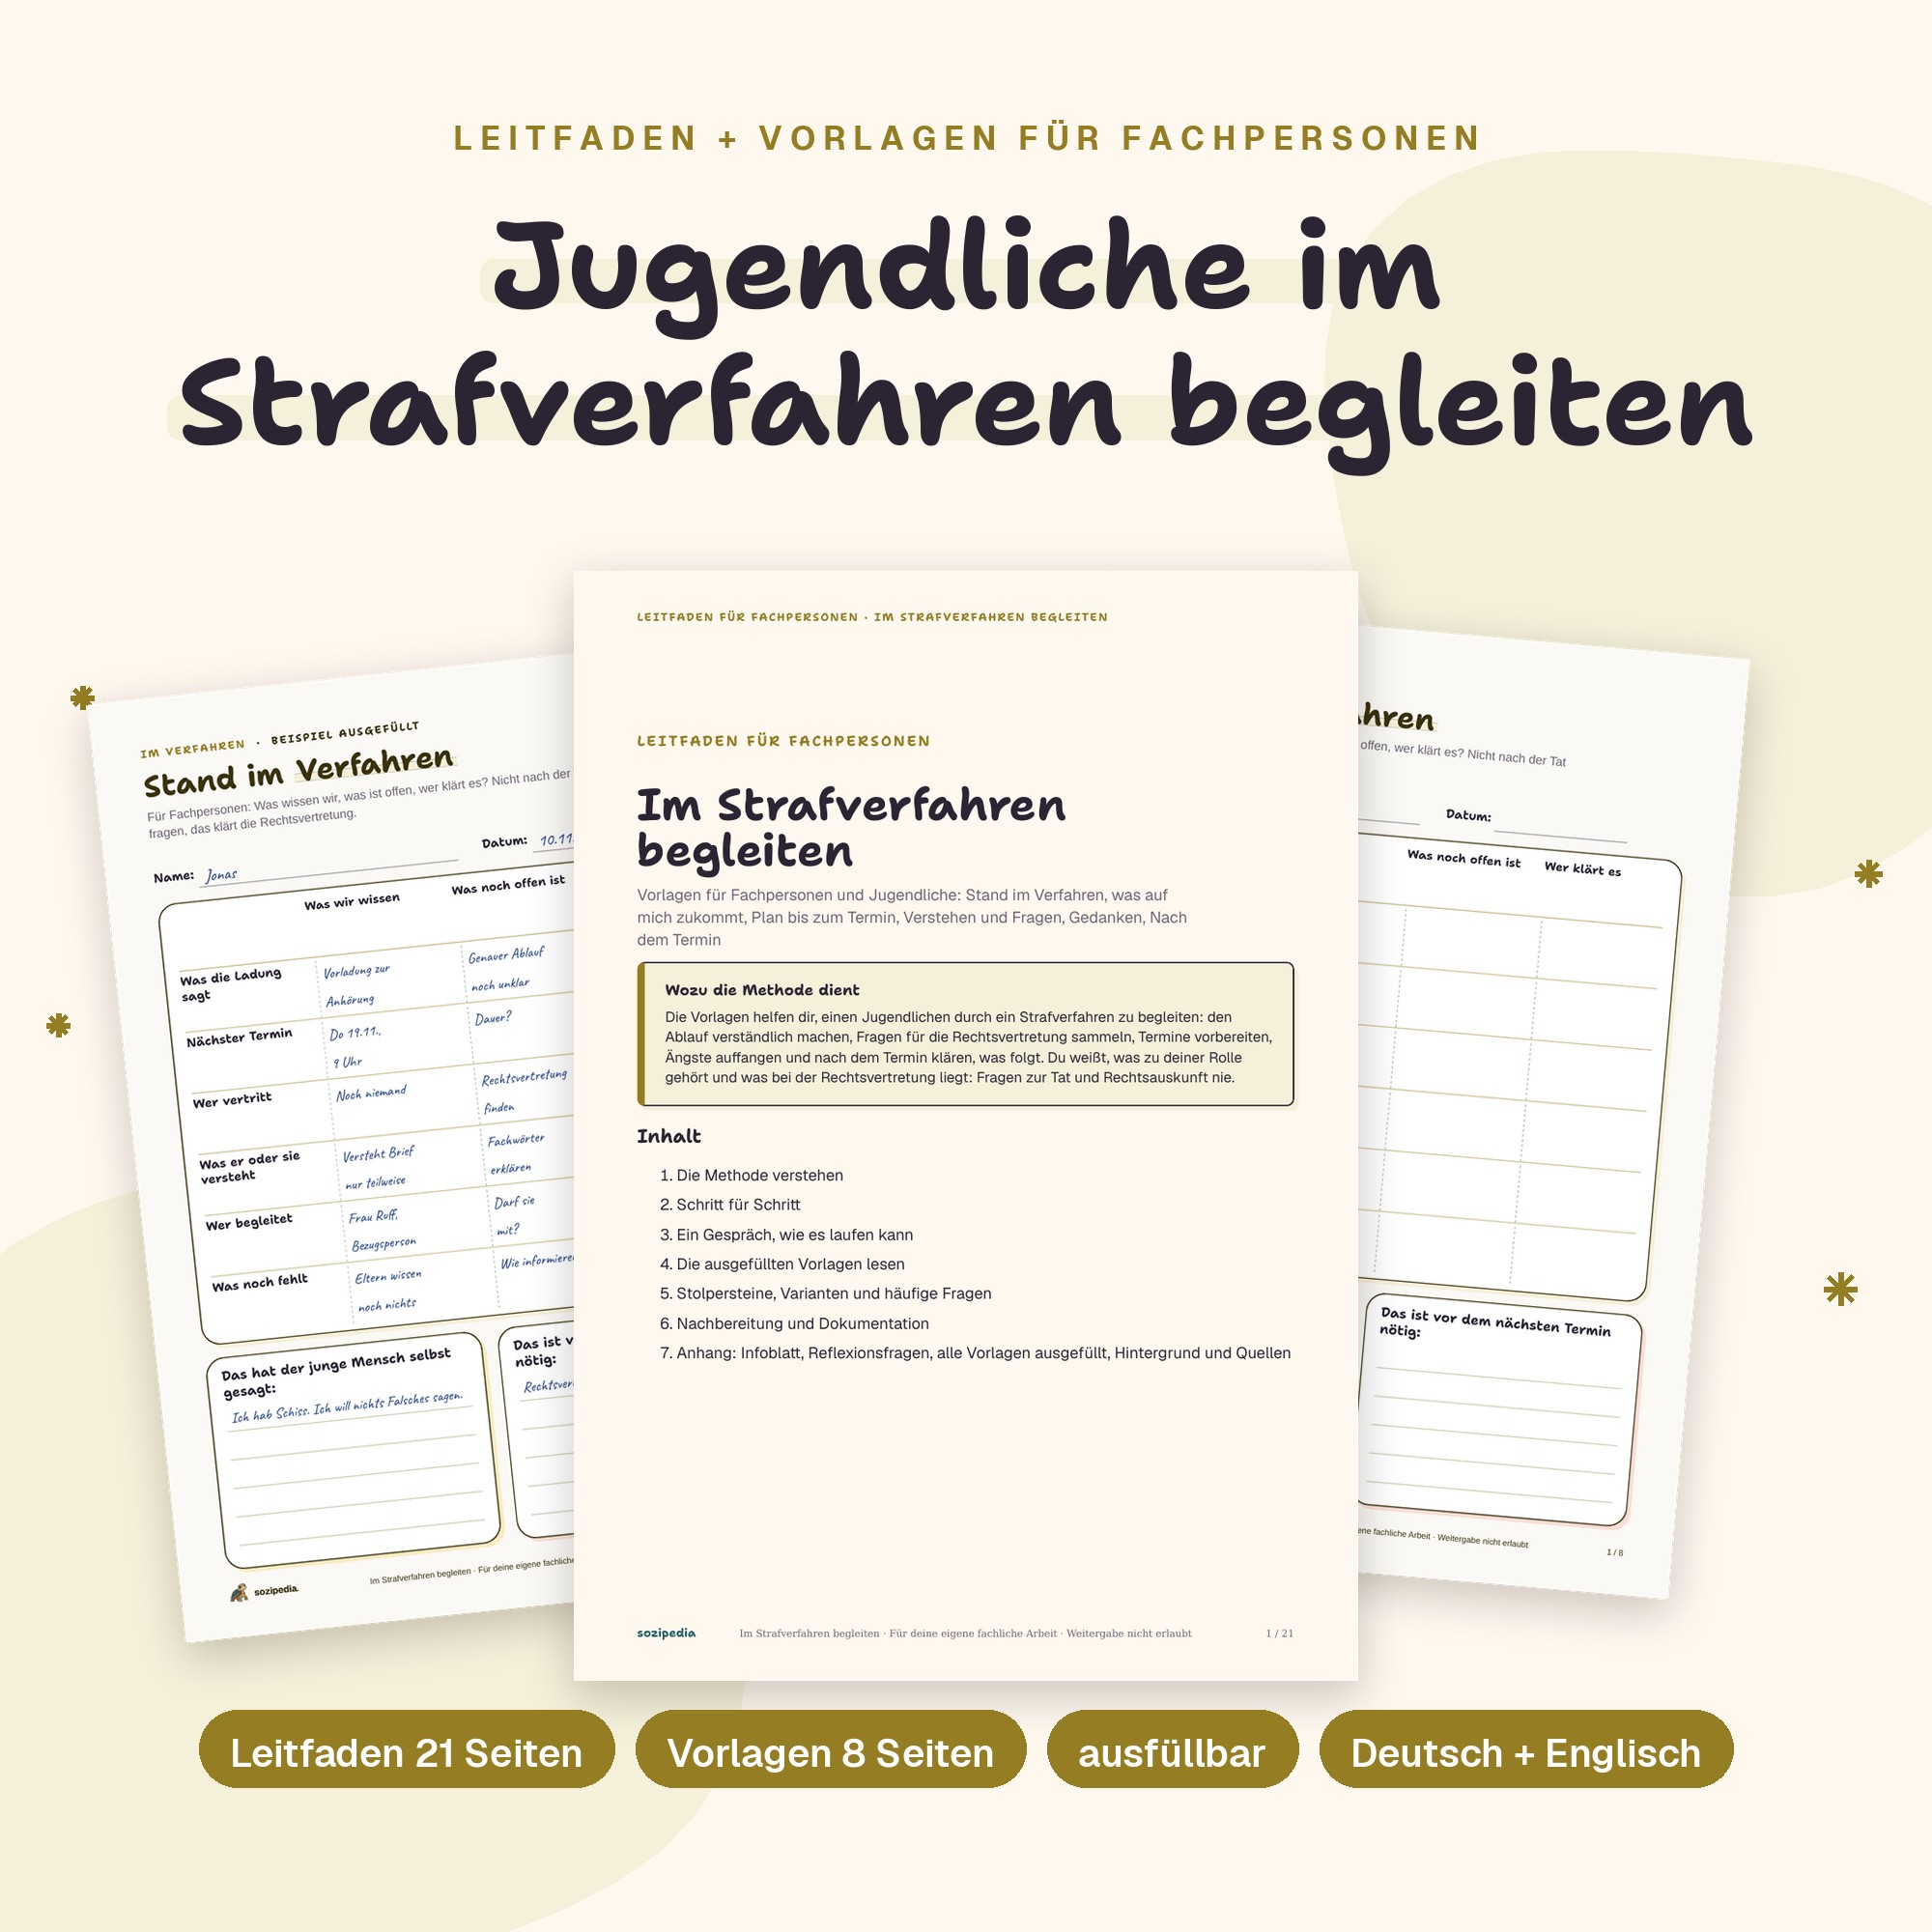 LEITFADEN + VORLAGEN FÜR FACHPERSONEN
Jugendliche im
Strafverfahren begleiten
IM VERFAHREN · BEISPIEL AUSGEFÜLLT
Stand im Verfahren
Für Fachpersonen: Was wissen wir, was ist offen, wer klärt es? Nicht nach der
fragen, das klärt die Rechtsvertretung.
Name: Jonas
Datum: 10.11.
Was wir wissen
Was noch offen ist
Was die Ladung
sagt
Vorladung zur
Anhörung
Genauer Ablauf
noch unklar
Nächster Termin
Do 19.11.,
9 Uhr
Dauer?
Wer vertritt
Noch niemand
Rechtsvertretung
finden
Was er oder sie
versteht
Versteht Brief
nur teilweise
Fachwörter
erklären
Wer begleitet
Frau Ruff,
Bezugsperson
Darf sie
mit?
Was noch fehlt
Eltern wissen
noch nichts
Wie
Das hat der junge Mensch selbst
gesagt:
Ich hab Schiss. Ich will nichts Falsches sagen.
Das ist
nötig:
sozipedia
Im Strafverfahren begleiten · Für deine eigene fachliche
LEITFADEN FÜR FACHPERSONEN · IM STRAFVERFAHREN BEGLEITEN
LEITFADEN FÜR FACHPERSONEN
Im Strafverfahren
begleiten
Vorlagen für Fachpersonen und Jugendliche: Stand im Verfahren, was auf
mich zukommt, Plan bis zum Termin, Verstehen und Fragen, Gedanken, Nach
dem Termin
Wozu die Methode dient
Die Vorlagen helfen dir, einen Jugendlichen durch ein Strafverfahren zu begleiten: den
Ablauf verständlich machen, Fragen für die Rechtsvertretung sammeln, Termine vorbereiten,
Ängste auffangen und nach dem Termin klären, was folgt. Du weißt, was zu deiner Rolle
gehört und was bei der Rechtsvertretung liegt: Fragen zur Tat und Rechtsauskunft nie.
Inhalt
1. Die Methode verstehen
2. Schritt für Schritt
3. Ein Gespräch, wie es laufen kann
4. Die ausgefüllten Vorlagen lesen
5. Stolpersteine, Varianten und häufige Fragen
6. Nachbereitung und Dokumentation
7. Anhang: Infoblatt, Reflexionsfragen, alle Vorlagen ausgefüllt, Hintergrund und Quellen
sozipedia
Im Strafverfahren begleiten · Für deine eigene fachliche Arbeit · Weitergabe nicht erlaubt
1 / 21
hren
offen, wer klärt es? Nicht nach der Tat
Datum:
Was noch offen ist
Wer klärt es
Das ist vor dem nächsten Termin
nötig:
fachliche Arbeit · Weitergabe nicht erlaubt
1 / 8
Leitfaden 21 Seiten
Vorlagen 8 Seiten
ausfüllbar
Deutsch + Englisch